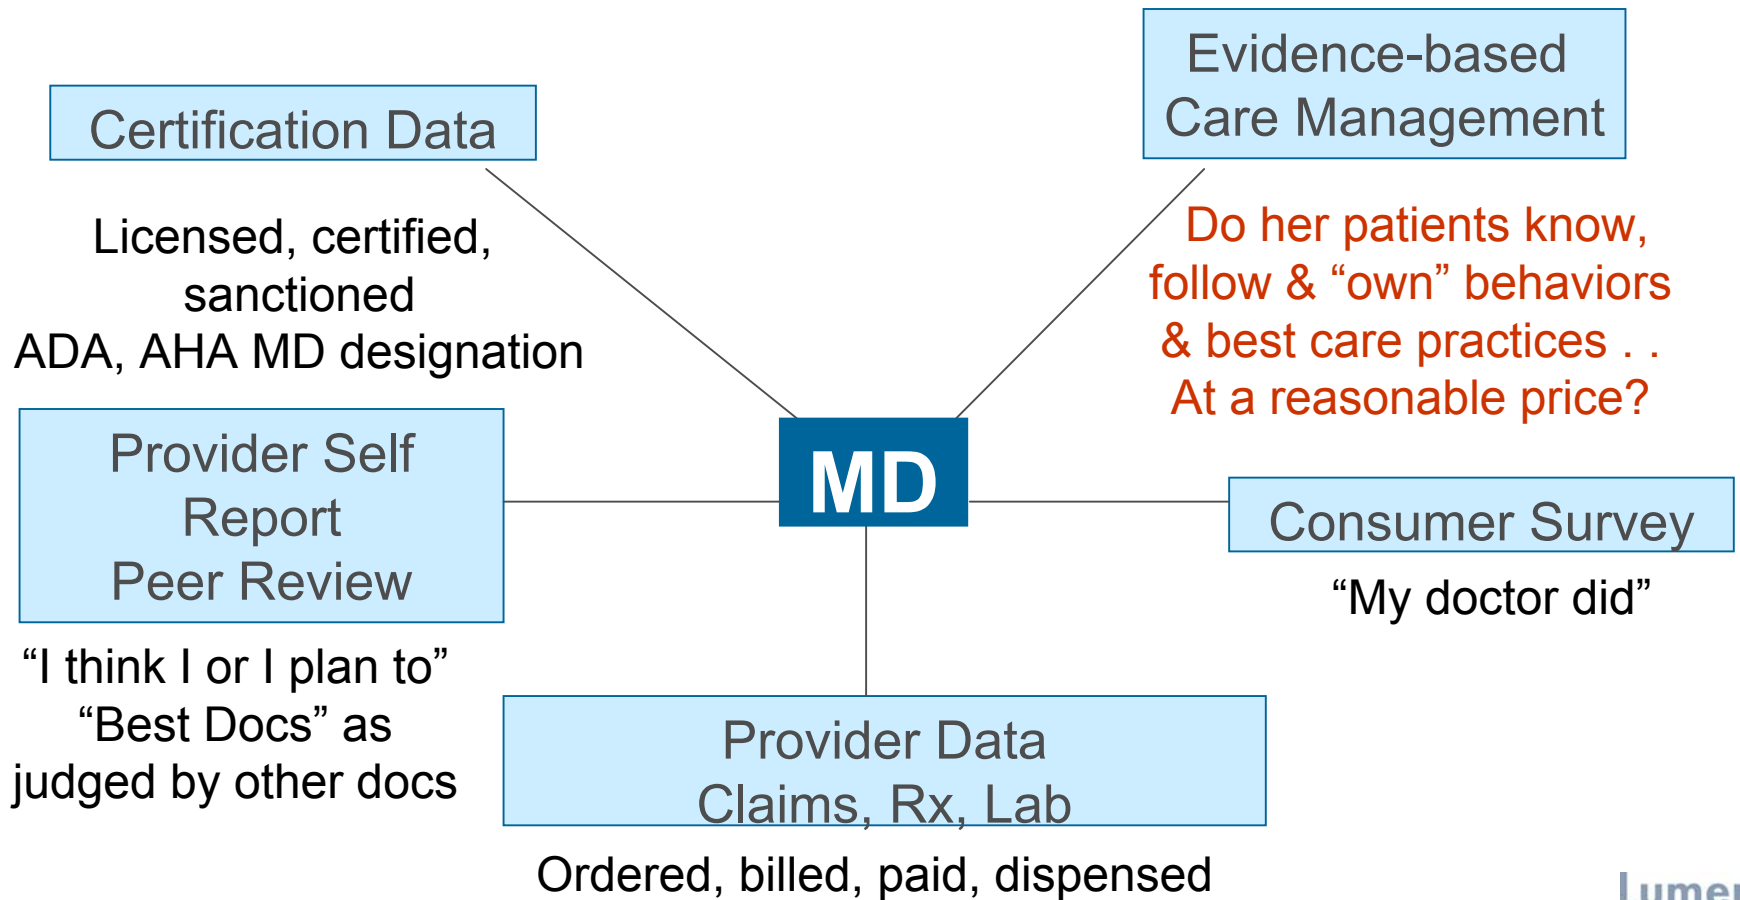 Certification Data
Licensed, certified,
sanctioned
ADA, AHA MD designation
Evidence-based
Care Management
Do her patients know,
follow & “own” behaviors
& best care practices . .
At a reasonable price?
MD
Provider Self
Report
Peer Review
“I think I or I plan to”
“Best Docs” as
judged by other docs
Consumer Survey
“My doctor did”
Provider Data
Claims, Rx, Lab
Ordered, billed, paid, dispensed